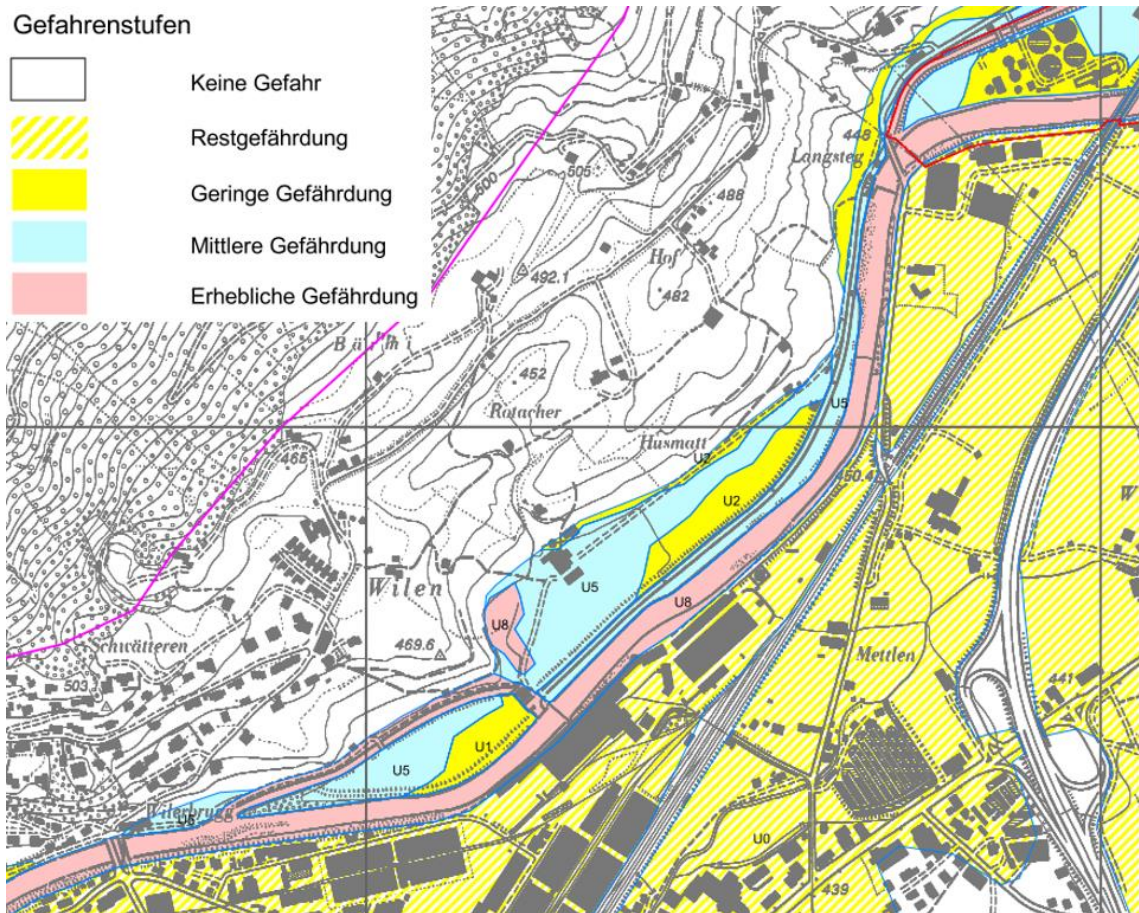 Gefahrenstufen
Keine Gefahr
Restgefährdung
Geringe Gefährdung
Mittlere Gefährdung
Erhebliche Gefährdung
448
Langsteg
505
600
488
Hof
492.1
482
452
Rotacher
U5
Husmatt
U2
450.4
W
U2
465
Wilen
U5
U8
U8
Schwätteren
469.6
Mettlen
503
441
U1
U5
Wilerbrugg
U5
U0
439